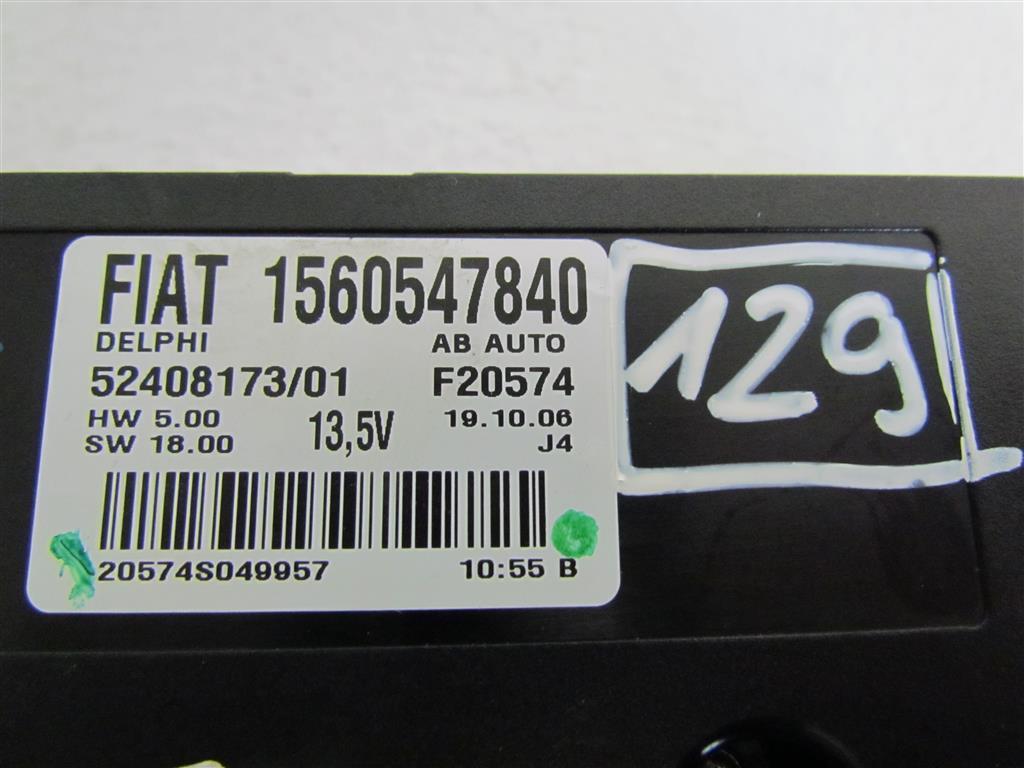 FIAT 1560547840
DELPHI AB AUTO
52408173/01 F20574
HW 5.00 13,5V 19.10.06
SW 18.00 J4
20574S049957 10:55 B
129